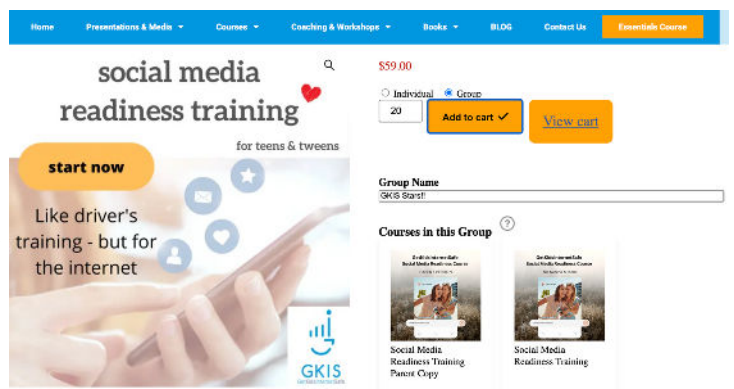 Home Presentations & Media Courses Coaching & Workshops Books BLOG Contact Us Essentials Course
social media
readiness training
for teens & tweens
start now
Like driver's
training - but for
the internet
GKIS
$59.00
Individual Group
20 Add to cart View cart
Group Name
GKIS Stars!!
Courses in this Group ?
Social Media
Readiness Training
Parent Copy
Social Media
Readiness Training